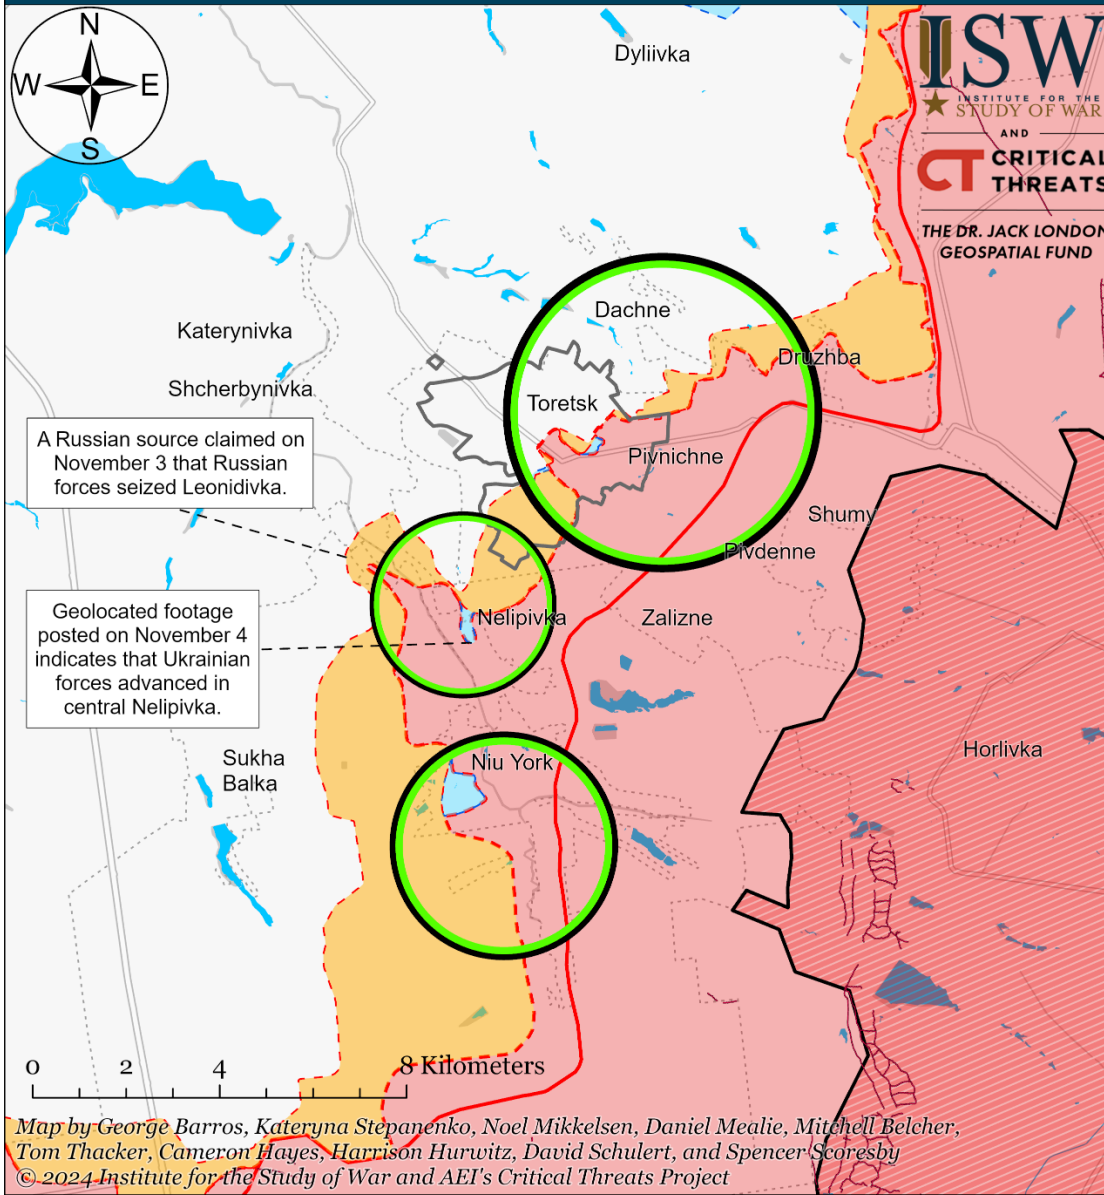 N
W E
S
Dyliivka
ISW
INSTITUTE FOR THE
STUDY OF WAR
AND
CT CRITICAL
THREATS
THE DR. JACK LONDON
GEOSPATIAL FUND
Dachne
Katerynivka
Druzhba
Shcherbynivka
Toretsk
A Russian source claimed on
November 3 that Russian
forces seized Leonidivka.
Pivnichne
Shumy
Pivdenne
Geolocated footage
posted on November 4
indicates that Ukrainian
forces advanced in
central Nelipivka.
Nelipivka
Zalizne
Sukha
Balka
Niu York
Horlivka
0 2 4 8 Kilometers
Map by George Barros, Kateryna Stepanenko, Noel Mikkelsen, Daniel Mealie, Mitchell Belcher,
Tom Thacker, Cameron Hayes, Harrison Hurwitz, David Schulert, and Spencer Scoresby
© 2024 Institute for the Study of War and AEI's Critical Threats Project